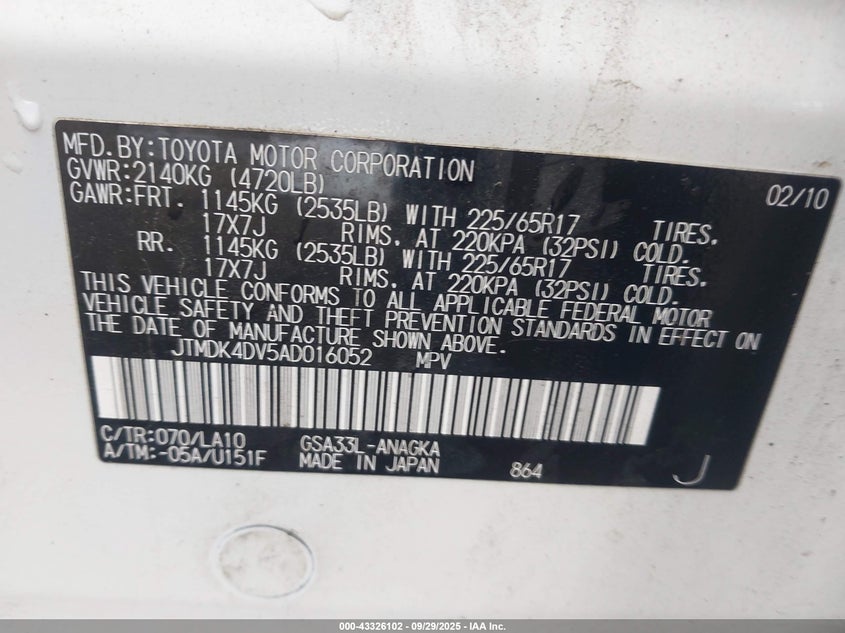 MFD.BY:TOYOTA MOTOR CORPORATION 02/10
GVWR:2140KG (4720LB)
GAWR:FRT. 1145KG (2535LB) WITH 225/65R17 TIRES.
17X7J RIMS. AT 220KPA (32PSI) COLD.
RR. 1145KG (2535LB) WITH 225/65R17 TIRES.
17X7J RIMS. AT 220KPA (32PSI) COLD.
THIS VEHICLE CONFORMS TO ALL APPLICABLE FEDERAL MOTOR
VEHICLE SAFETY AND THEFT PREVENTION STANDARDS IN EFFECT ON
THE DATE OF MANUFACTURE SHOWN ABOVE.
JTMDK4DV5AD016052 MPV
C/TR:070/LA10 GSA33L-ANAGKA
A/TM:-05A/U151F MADE IN JAPAN 864 J
000-43326102 - 09/29/2025 - IAA Inc.